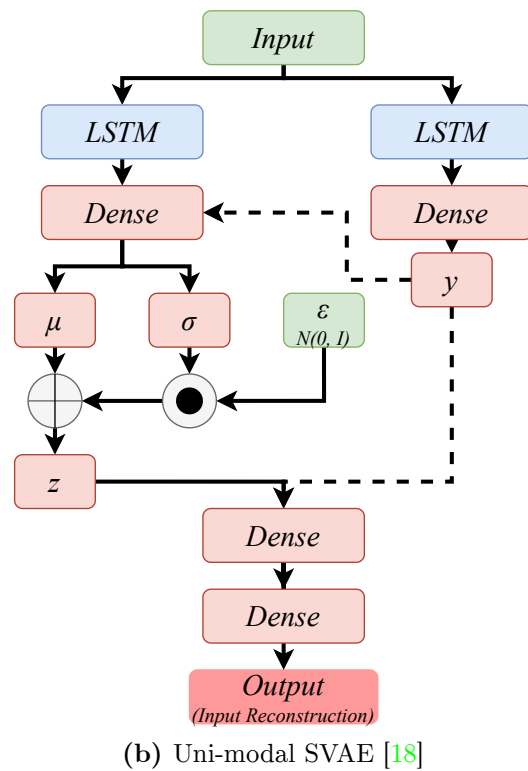 Input
LSTM
LSTM
Dense
Dense
y
μ
σ
ε
N(0, I)
z
Dense
Dense
Output
(Input Reconstruction)
(b) Uni-modal SVAE [18]